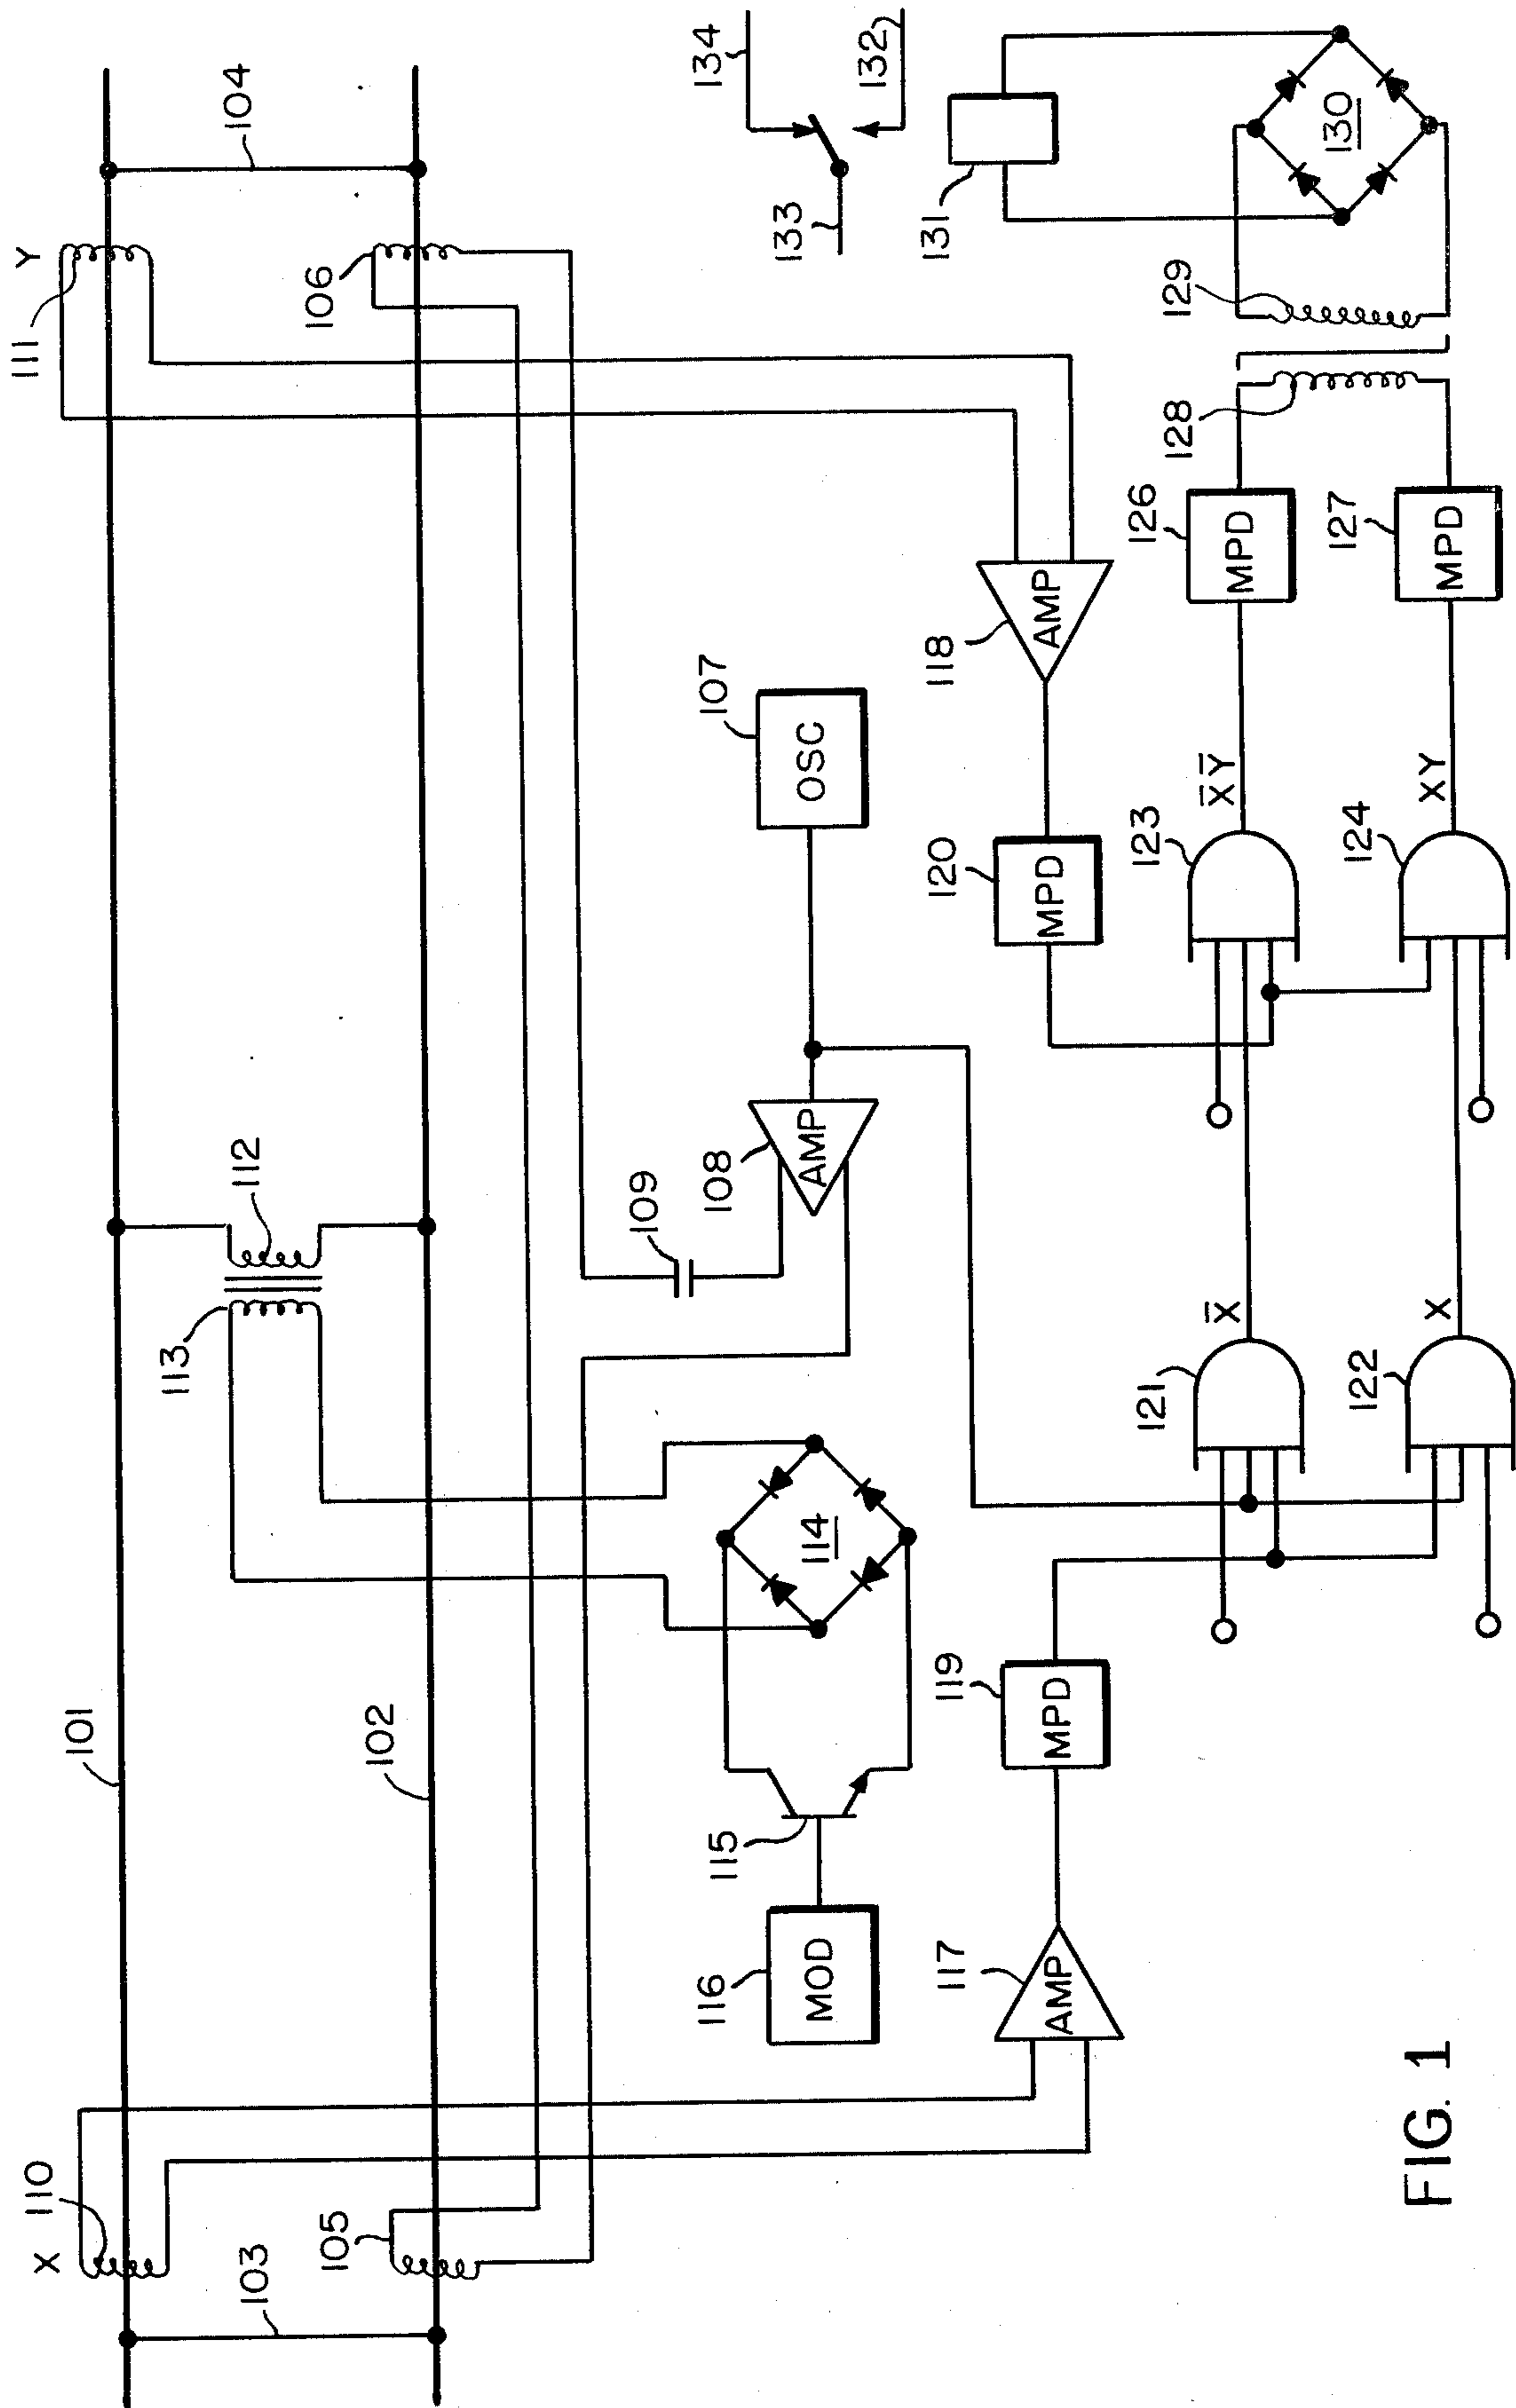 X
110
101
Y
111
105
103
102
113
112
106
104
116
MOD
115
114
109
108
AMP
107
OSC
133
134
132
117
AMP
119
MPD
120
MPD
118
AMP
131
121
X̅
123
X̅Y̅
126
MPD
128
129
130
122
X
124
XY
127
MPD
FIG. 1